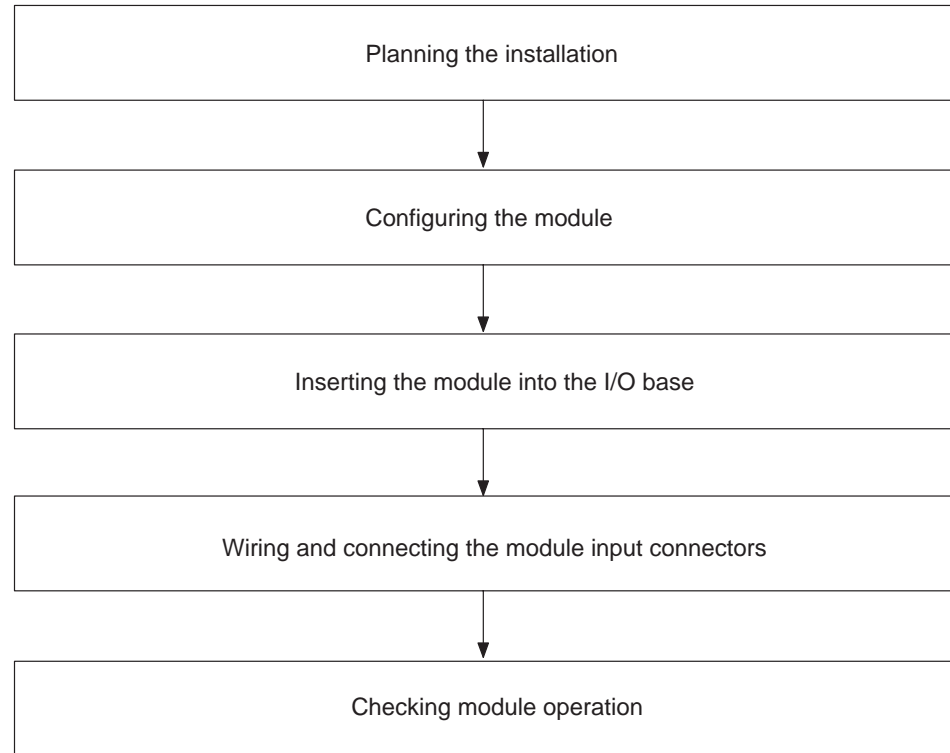 Planning the installation
Configuring the module
Inserting the module into the I/O base
Wiring and connecting the module input connectors
Checking module operation